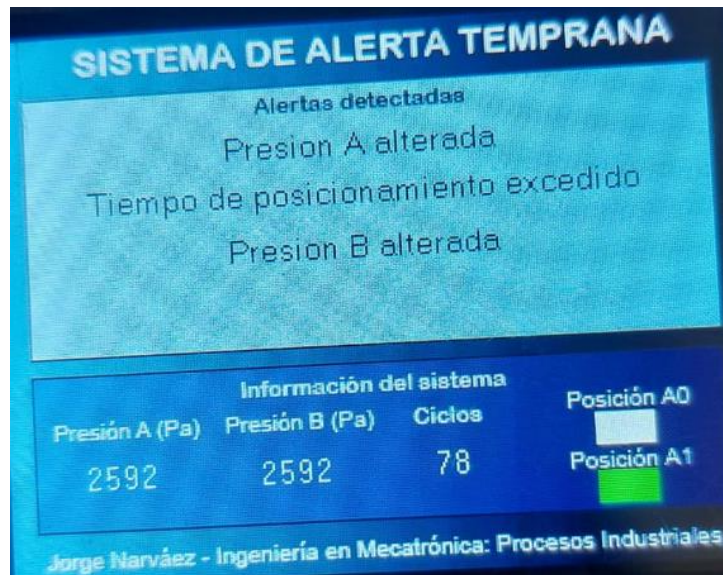 SISTEMA DE ALERTA TEMPRANA
Alertas detectadas
Presion A alterada
Tiempo de posicionamiento excedido
Presion B alterada
Información del sistema
Presión A (Pa) Presión B (Pa) Ciclos Posición A0
2592 2592 78 Posición A1
Jorge Narváez - Ingeniería en Mecatrónica: Procesos Industriales